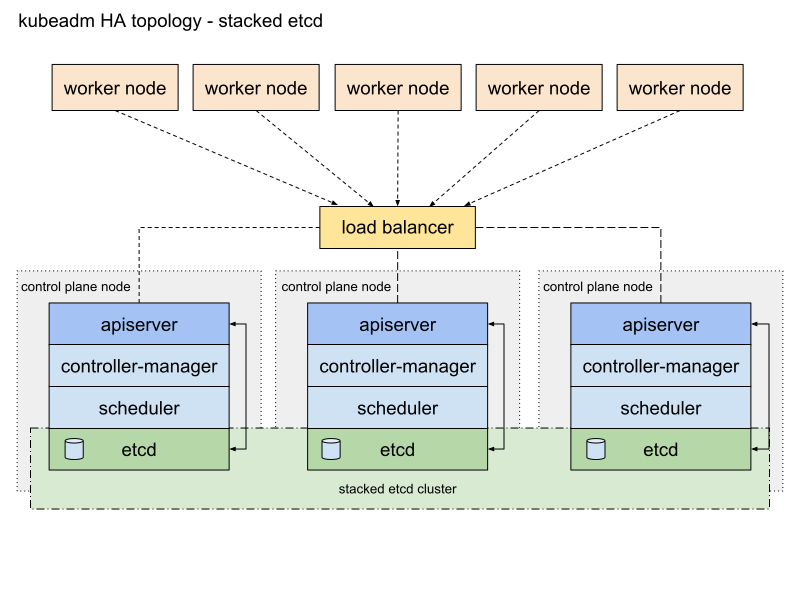 kubeadm HA topology - stacked etcd
worker node
worker node
worker node
worker node
worker node
load balancer
control plane node
control plane node
control plane node
apiserver
apiserver
apiserver
controller-manager
controller-manager
controller-manager
scheduler
scheduler
scheduler
etcd
etcd
etcd
stacked etcd cluster